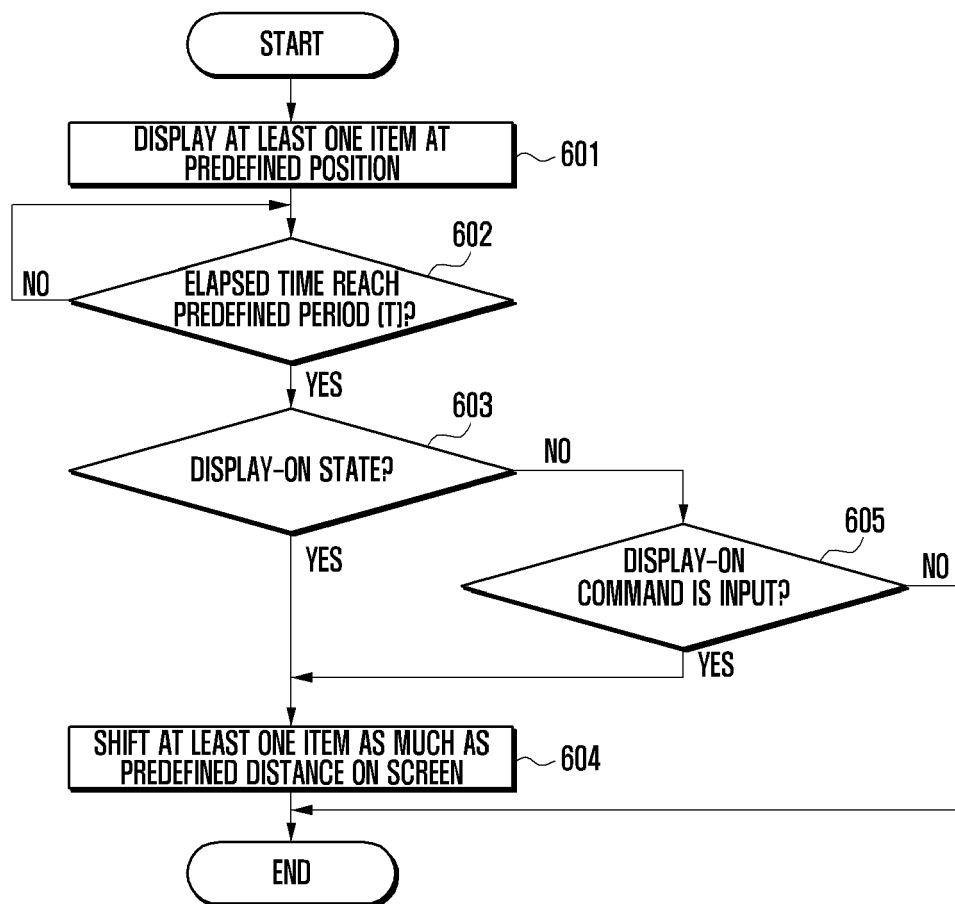 START
DISPLAY AT LEAST ONE ITEM AT
PREDEFINED POSITION
601
602
NO
ELAPSED TIME REACH
PREDEFINED PERIOD (T)?
YES
603
DISPLAY-ON STATE?
NO
YES
605
DISPLAY-ON
COMMAND IS INPUT?
NO
YES
SHIFT AT LEAST ONE ITEM AS MUCH AS
PREDEFINED DISTANCE ON SCREEN
604
END